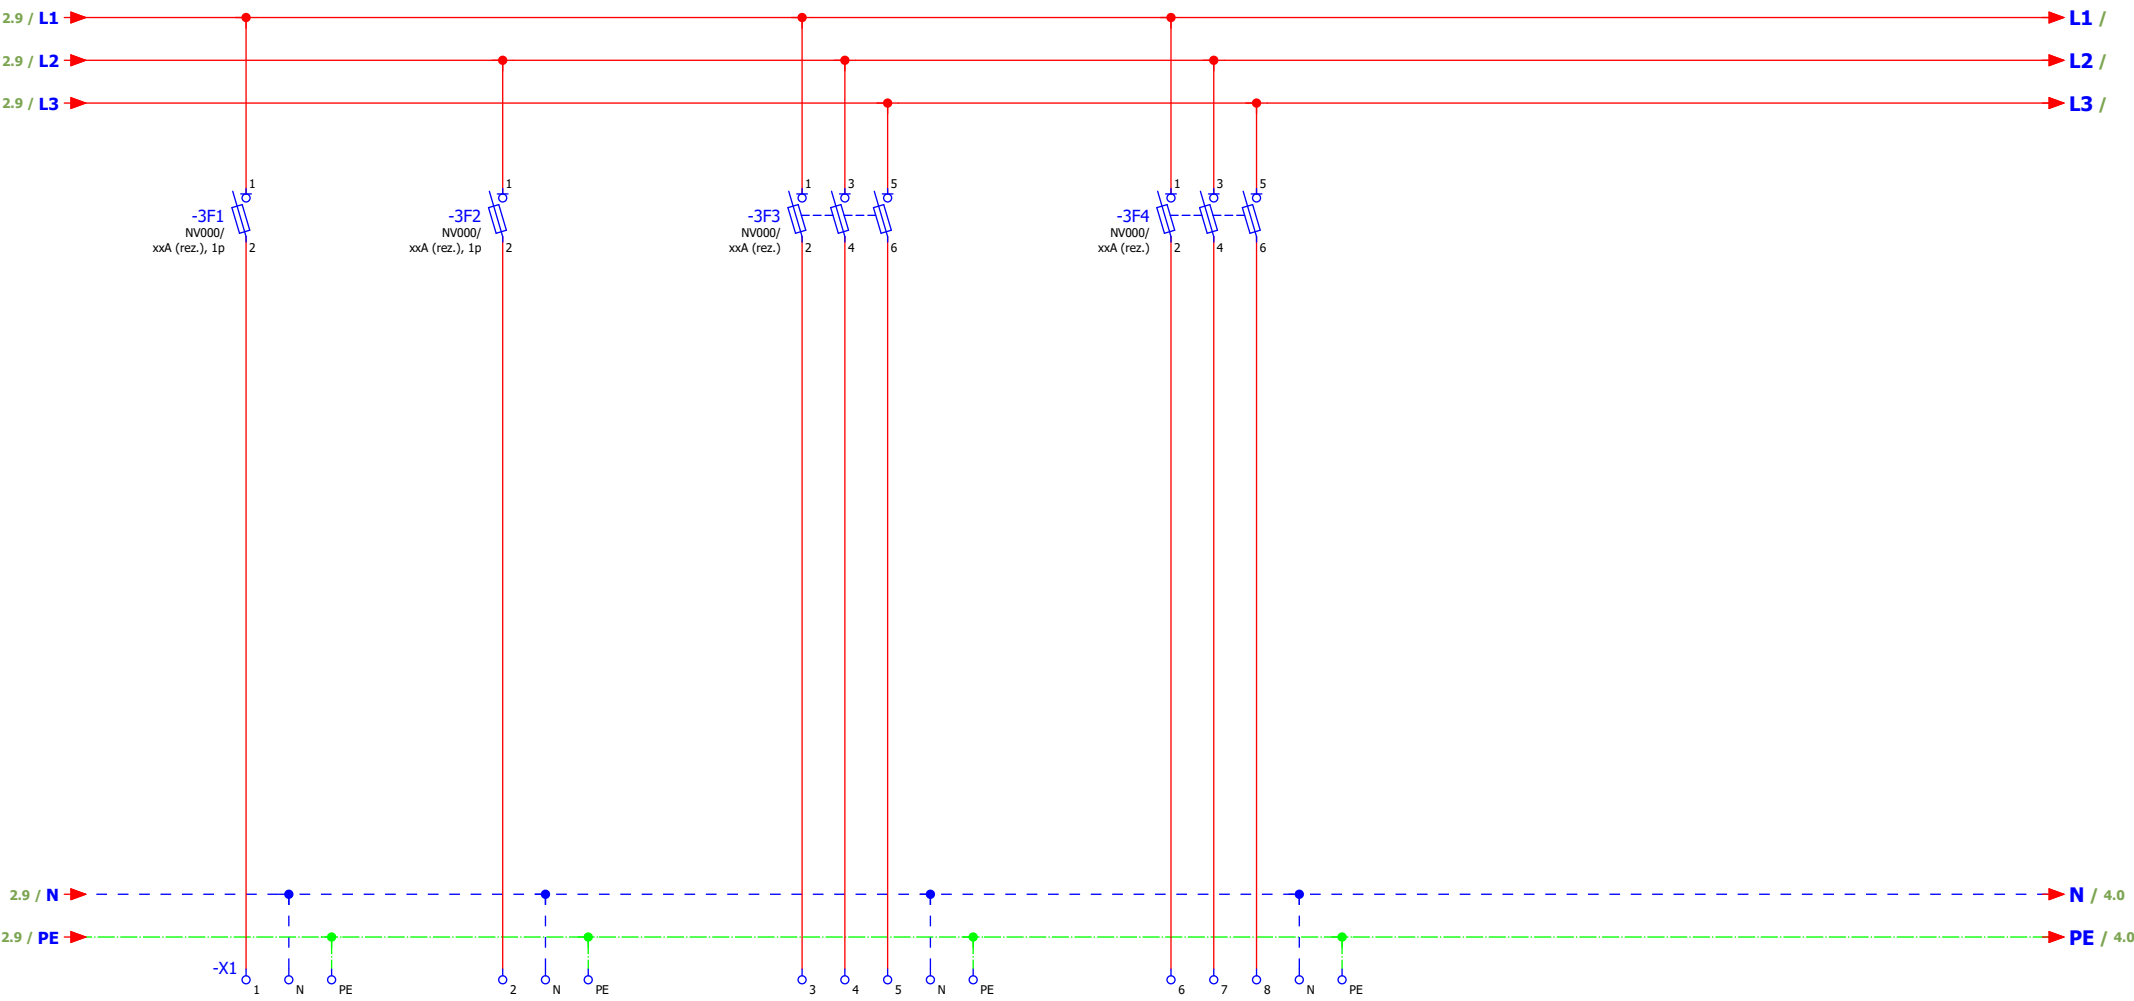 2.9 / L1
L1 /
2.9 / L2
L2 /
2.9 / L3
L3 /
1
1
1 3 5
1 3 5
-3F1
NV000/
xxA (rez.), 1p
2
-3F2
NV000/
xxA (rez.), 1p
2
-3F3
NV000/
xxA (rez.)
2 4 6
-3F4
NV000/
xxA (rez.)
2 4 6
2.9 / N
N / 4.0
2.9 / PE
PE / 4.0
-X1
1 N PE 2 N PE 3 4 5 N PE 6 7 8 N PE